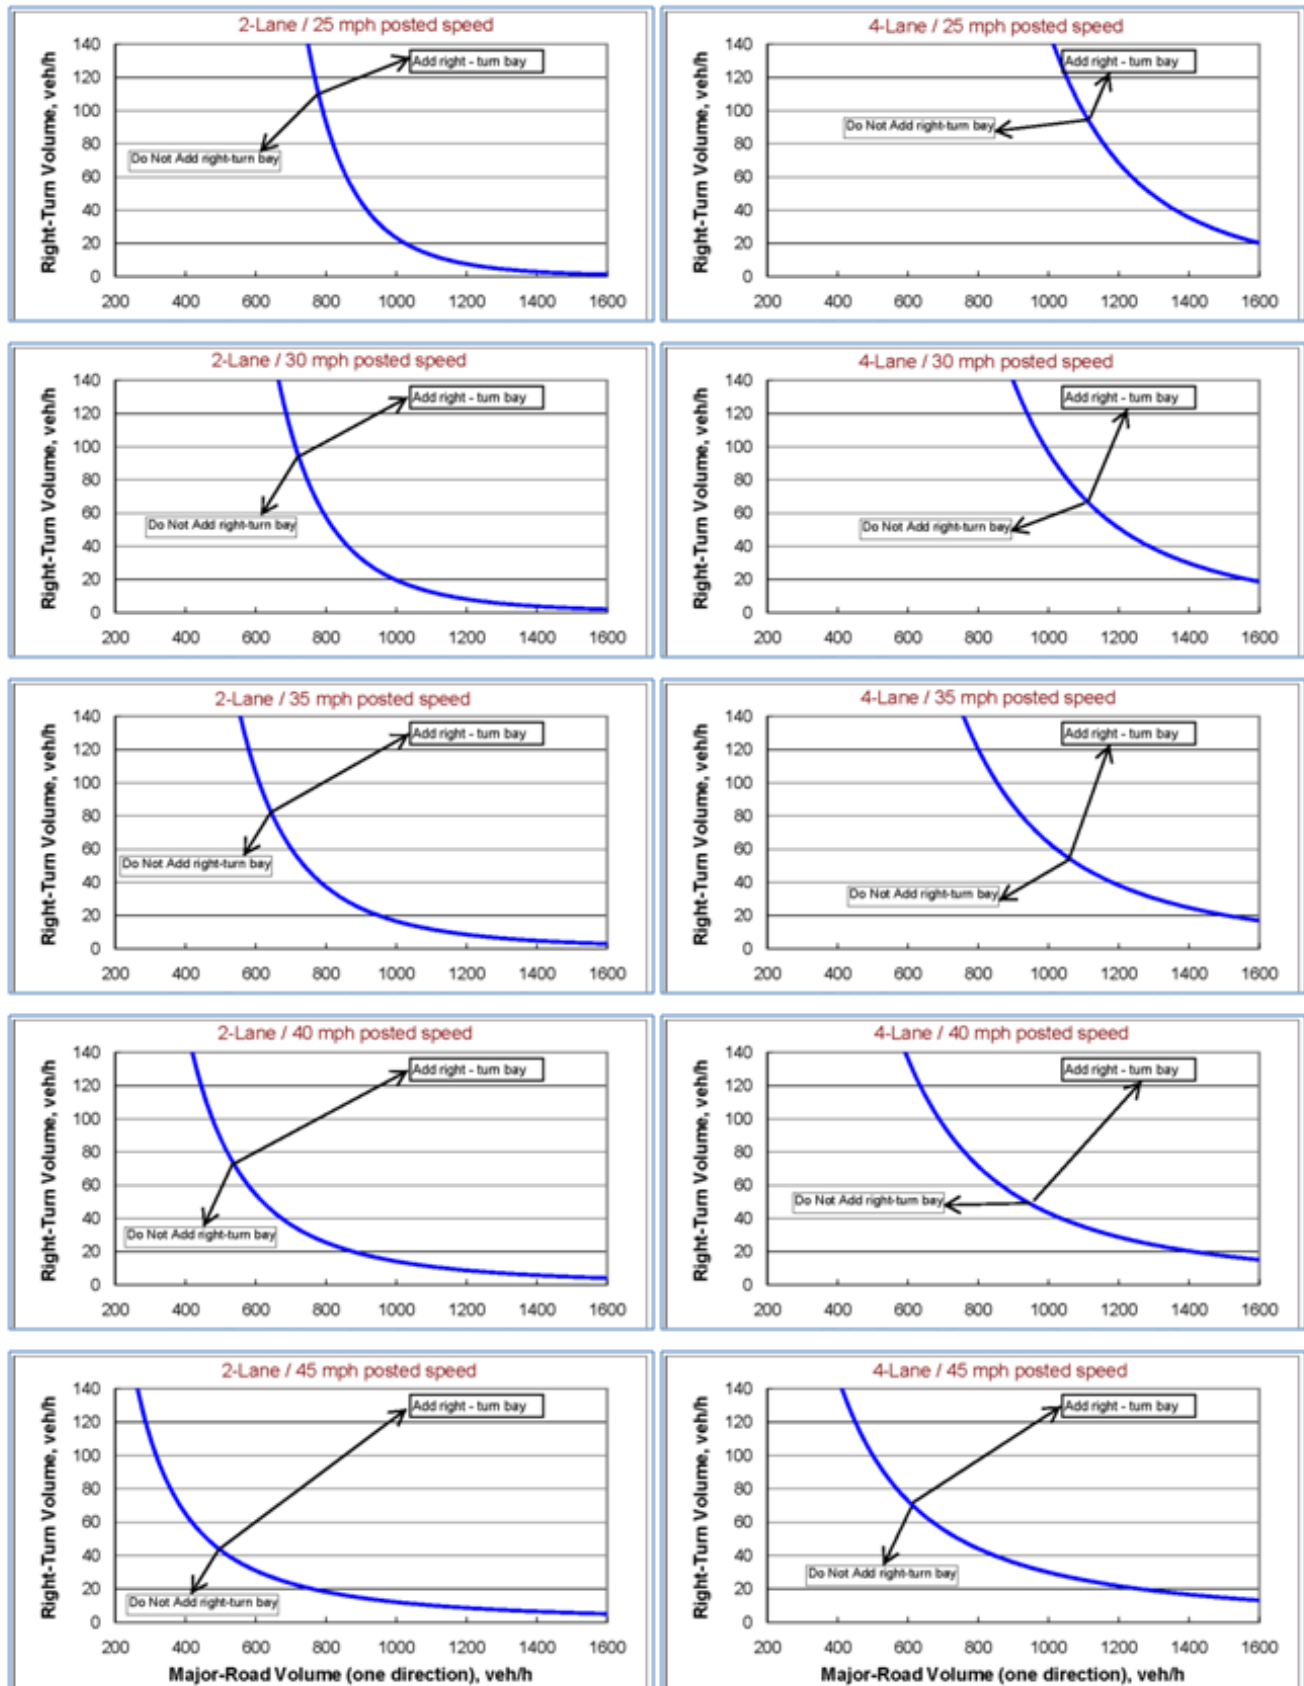 2-Lane / 25 mph posted speed
Right-Turn Volume, veh/h
140
120
100
80
60
40
20
0
Add right - turn bay
Do Not Add right-turn bay
200 400 600 800 1000 1200 1400 1600
4-Lane / 25 mph posted speed
Right-Turn Volume, veh/h
140
120
100
80
60
40
20
0
Add right - turn bay
Do Not Add right-turn bay
200 400 600 800 1000 1200 1400 1600
2-Lane / 30 mph posted speed
Right-Turn Volume, veh/h
140
120
100
80
60
40
20
0
Add right - turn bay
Do Not Add right-turn bay
200 400 600 800 1000 1200 1400 1600
4-Lane / 30 mph posted speed
Right-Turn Volume, veh/h
140
120
100
80
60
40
20
0
Add right - turn bay
Do Not Add right-turn bay
200 400 600 800 1000 1200 1400 1600
2-Lane / 35 mph posted speed
Right-Turn Volume, veh/h
140
120
100
80
60
40
20
0
Add right - turn bay
Do Not Add right-turn bay
200 400 600 800 1000 1200 1400 1600
4-Lane / 35 mph posted speed
Right-Turn Volume, veh/h
140
120
100
80
60
40
20
0
Add right - turn bay
Do Not Add right-turn bay
200 400 600 800 1000 1200 1400 1600
2-Lane / 40 mph posted speed
Right-Turn Volume, veh/h
140
120
100
80
60
40
20
0
Add right - turn bay
Do Not Add right-turn bay
200 400 600 800 1000 1200 1400 1600
4-Lane / 40 mph posted speed
Right-Turn Volume, veh/h
140
120
100
80
60
40
20
0
Add right - turn bay
Do Not Add right-turn bay
200 400 600 800 1000 1200 1400 1600
2-Lane / 45 mph posted speed
Right-Turn Volume, veh/h
140
120
100
80
60
40
20
0
Add right - turn bay
Do Not Add right-turn bay
200 400 600 800 1000 1200 1400 1600
Major-Road Volume (one direction), veh/h
4-Lane / 45 mph posted speed
Right-Turn Volume, veh/h
140
120
100
80
60
40
20
0
Add right - turn bay
Do Not Add right-turn bay
200 400 600 800 1000 1200 1400 1600
Major-Road Volume (one direction), veh/h